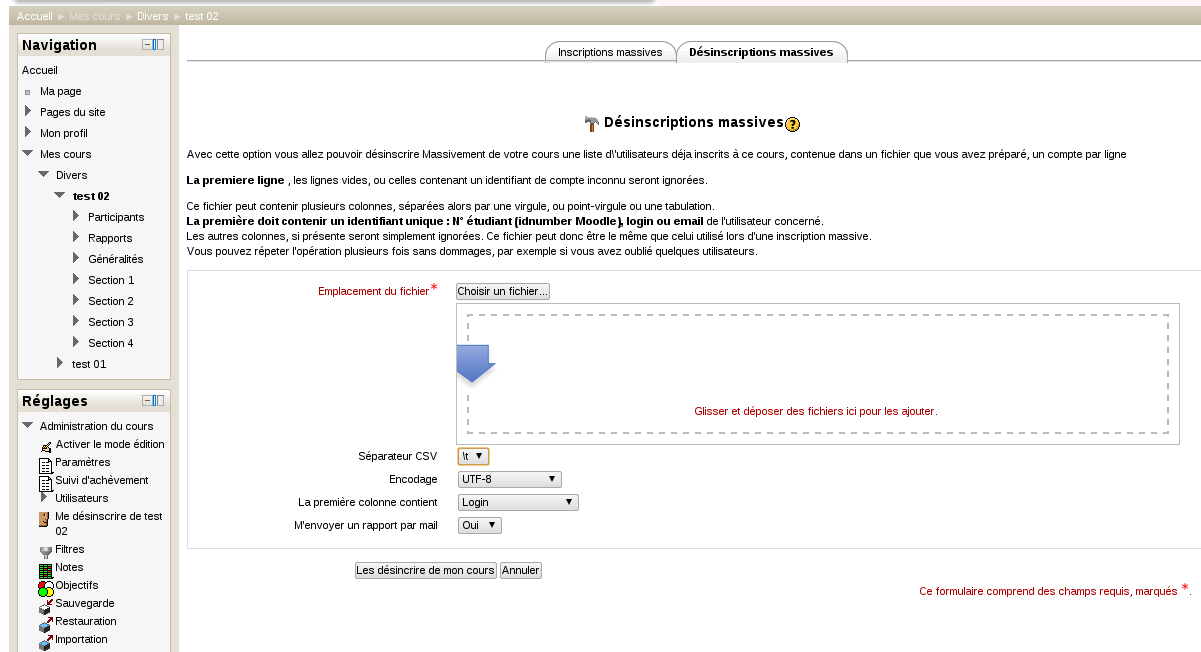 Accueil ► Mes cours ► Divers ► test 02
Navigation
Accueil
Ma page
Pages du site
Mon profil
Mes cours
Divers
test 02
Participants
Rapports
Généralités
Section 1
Section 2
Section 3
Section 4
test 01
Réglages
Administration du cours
Activer le mode édition
Paramètres
Suivi d'achèvement
Utilisateurs
Me désinscrire de test
02
Filtres
Notes
Objectifs
Sauvegarde
Restauration
Importation
Inscriptions massives Désinscriptions massives
Désinscriptions massives ?
Avec cette option vous allez pouvoir désinscrire Massivement de votre cours une liste d\'utilisateurs déja inscrits à ce cours, contenue dans un fichier que vous avez préparé, un compte par ligne
La premiere ligne , les lignes vides, ou celles contenant un identifiant de compte inconnu seront ignorées.
Ce fichier peut contenir plusieurs colonnes, séparées alors par une virgule, ou point-virgule ou une tabulation.
La première doit contenir un identifiant unique : N° étudiant (idnumber Moodle), login ou email de l'utilisateur concerné.
Les autres colonnes, si présente seront simplement ignorées. Ce fichier peut donc être le même que celui utilisé lors d'une inscription massive.
Vous pouvez répeter l'opération plusieurs fois sans dommages, par exemple si vous avez oublié quelques utilisateurs.
Emplacement du fichier* Choisir un fichier...
Glisser et déposer des fichiers ici pour les ajouter.
Séparateur CSV \t ▼
Encodage UTF-8 ▼
La première colonne contient Login ▼
M'envoyer un rapport par mail Oui ▼
Les désincrire de mon cours Annuler
Ce formulaire comprend des champs requis, marqués *.